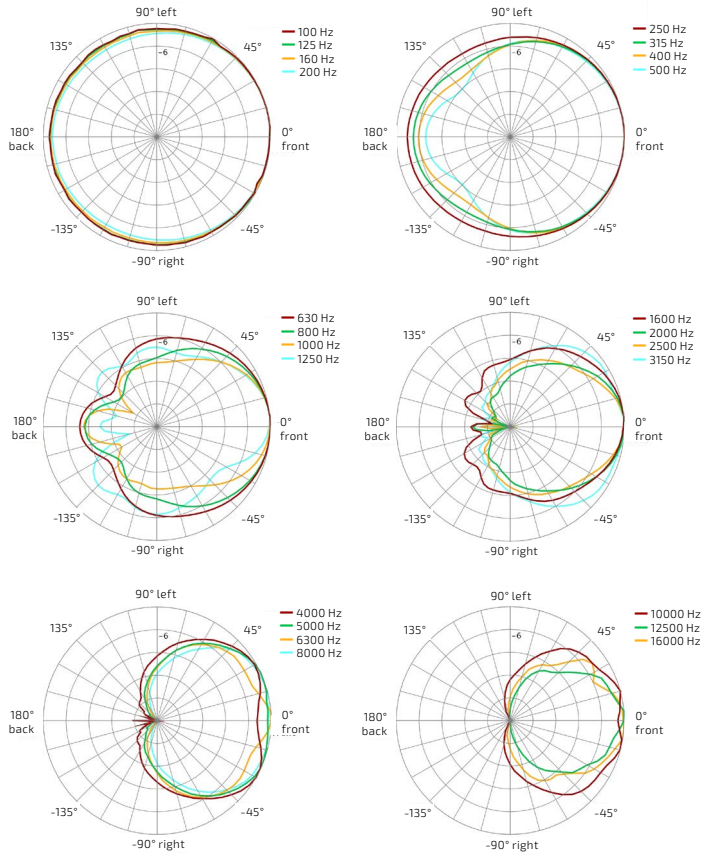 90° left
100 Hz
125 Hz
160 Hz
200 Hz
135°
45°
-6
180°
back
0°
front
-135°
-45°
-90° right
90° left
250 Hz
315 Hz
400 Hz
500 Hz
135°
45°
-6
180°
back
0°
front
-135°
-45°
-90° right
90° left
630 Hz
800 Hz
1000 Hz
1250 Hz
135°
45°
-6
180°
back
0°
front
-135°
-45°
-90° right
90° left
1600 Hz
2000 Hz
2500 Hz
3150 Hz
135°
45°
-6
180°
back
0°
front
-135°
-45°
-90° right
90° left
4000 Hz
5000 Hz
6300 Hz
8000 Hz
135°
45°
-6
180°
back
0°
front
-135°
-45°
-90° right
90° left
10000 Hz
12500 Hz
16000 Hz
135°
45°
-6
180°
back
0°
front
-135°
-45°
-90° right